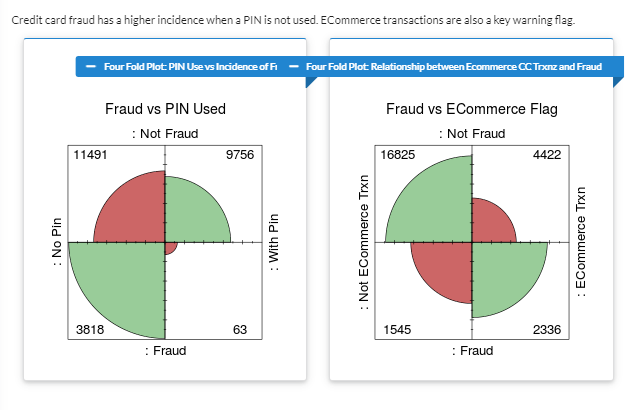 Credit card fraud has a higher incidence when a PIN is not used. ECommerce transactions are also a key warning flag.
Four Fold Plot: PIN Use vs Incidence of Fi
Four Fold Plot: Relationship between Ecommerce CC Trxnz and Fraud
Fraud vs PIN Used
: Not Fraud
11491
9756
: No Pin
: With Pin
3818
63
: Fraud
Fraud vs ECommerce Flag
: Not Fraud
16825
4422
: Not ECommerce Trxn
: ECommerce Trxn
1545
2336
: Fraud